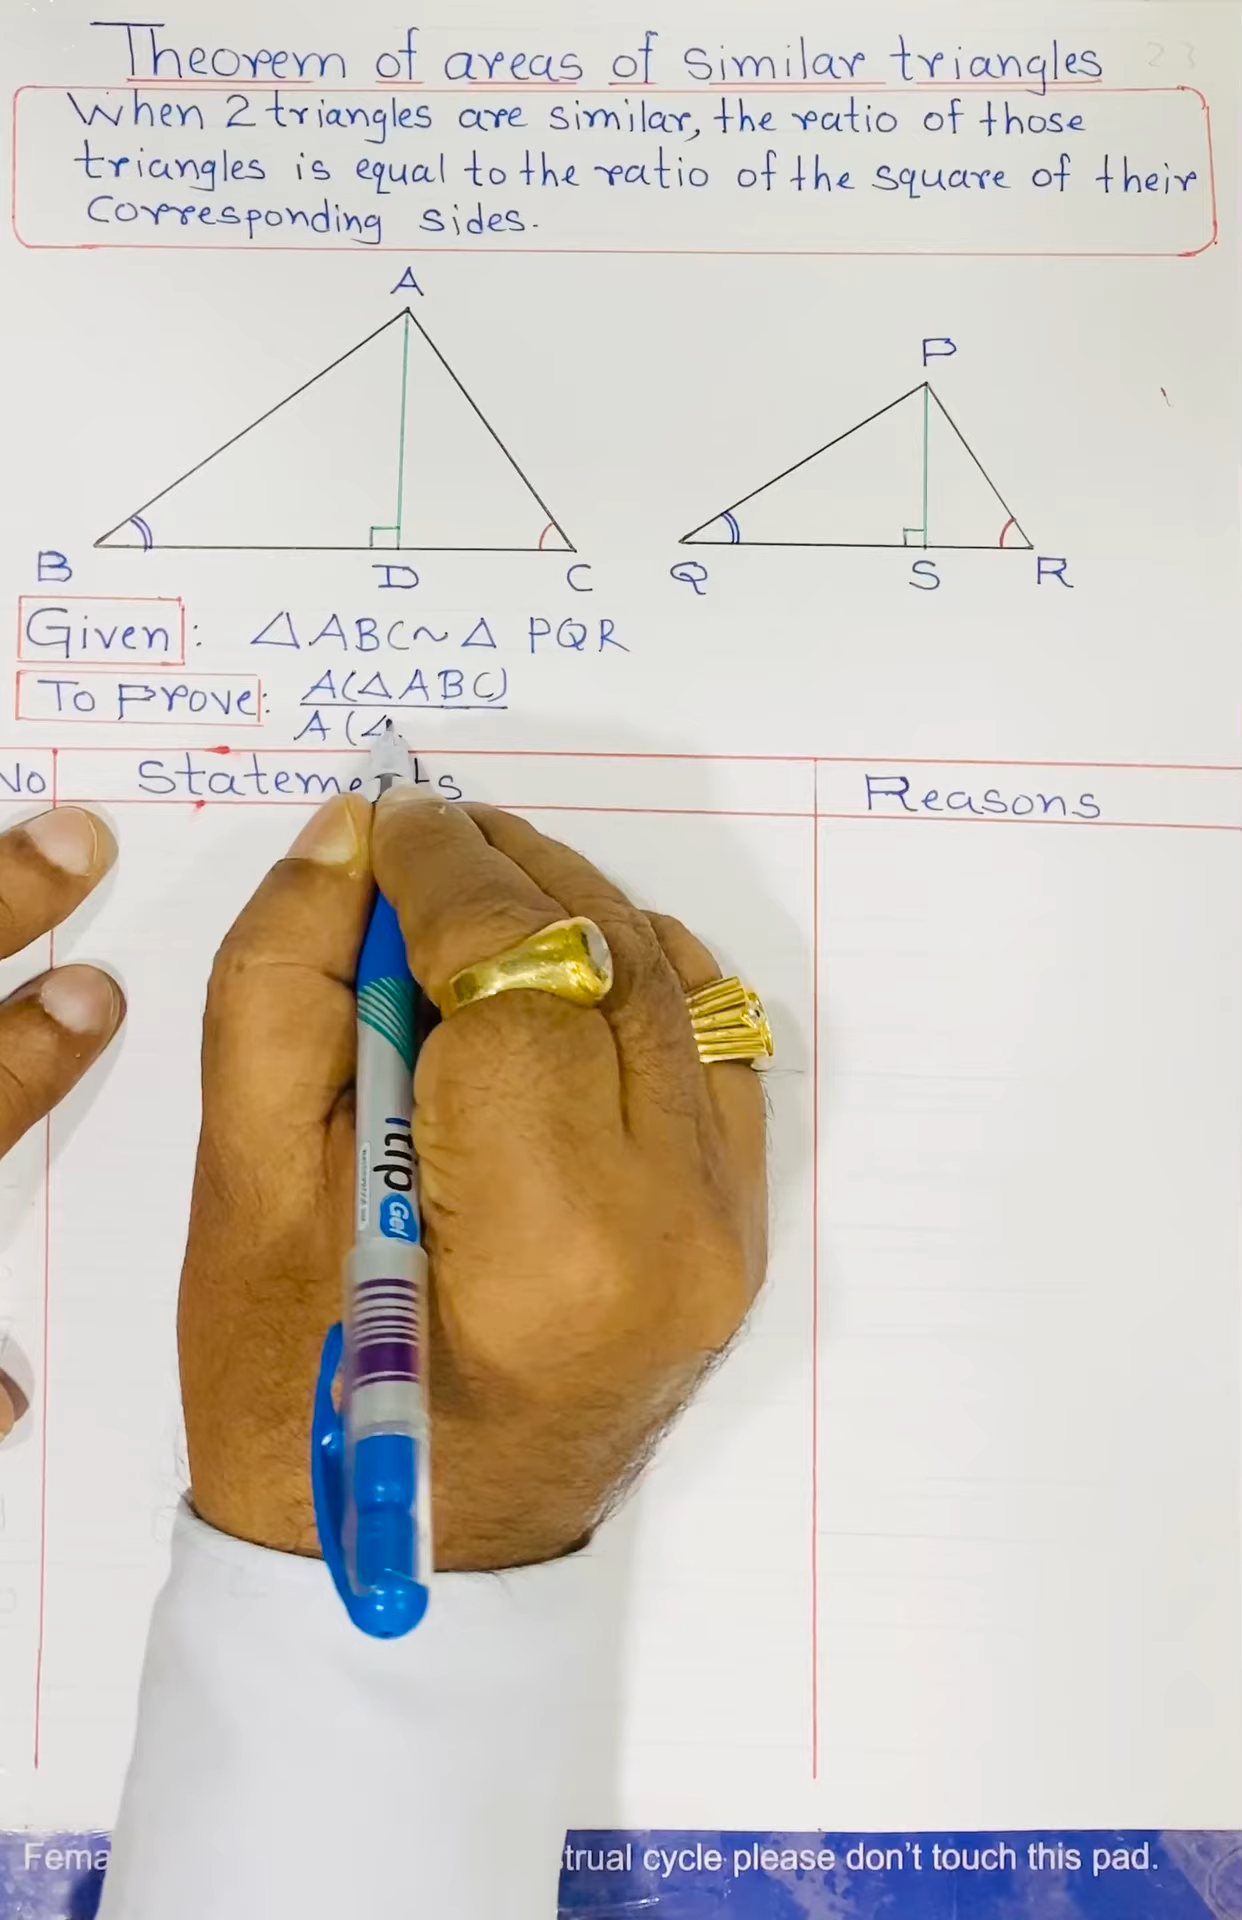 Theorem of areas of similar triangles
When 2 triangles are similar, the ratio of those
triangles is equal to the ratio of the square of their
corresponding sides.
A
P
B
D
C
Q
S
R
Given: △ABC ~ △ PQR
To Prove: A(△ABC)
A(△
No
Statements
Reasons
itip
Gel
trual cycle please don't touch this pad.